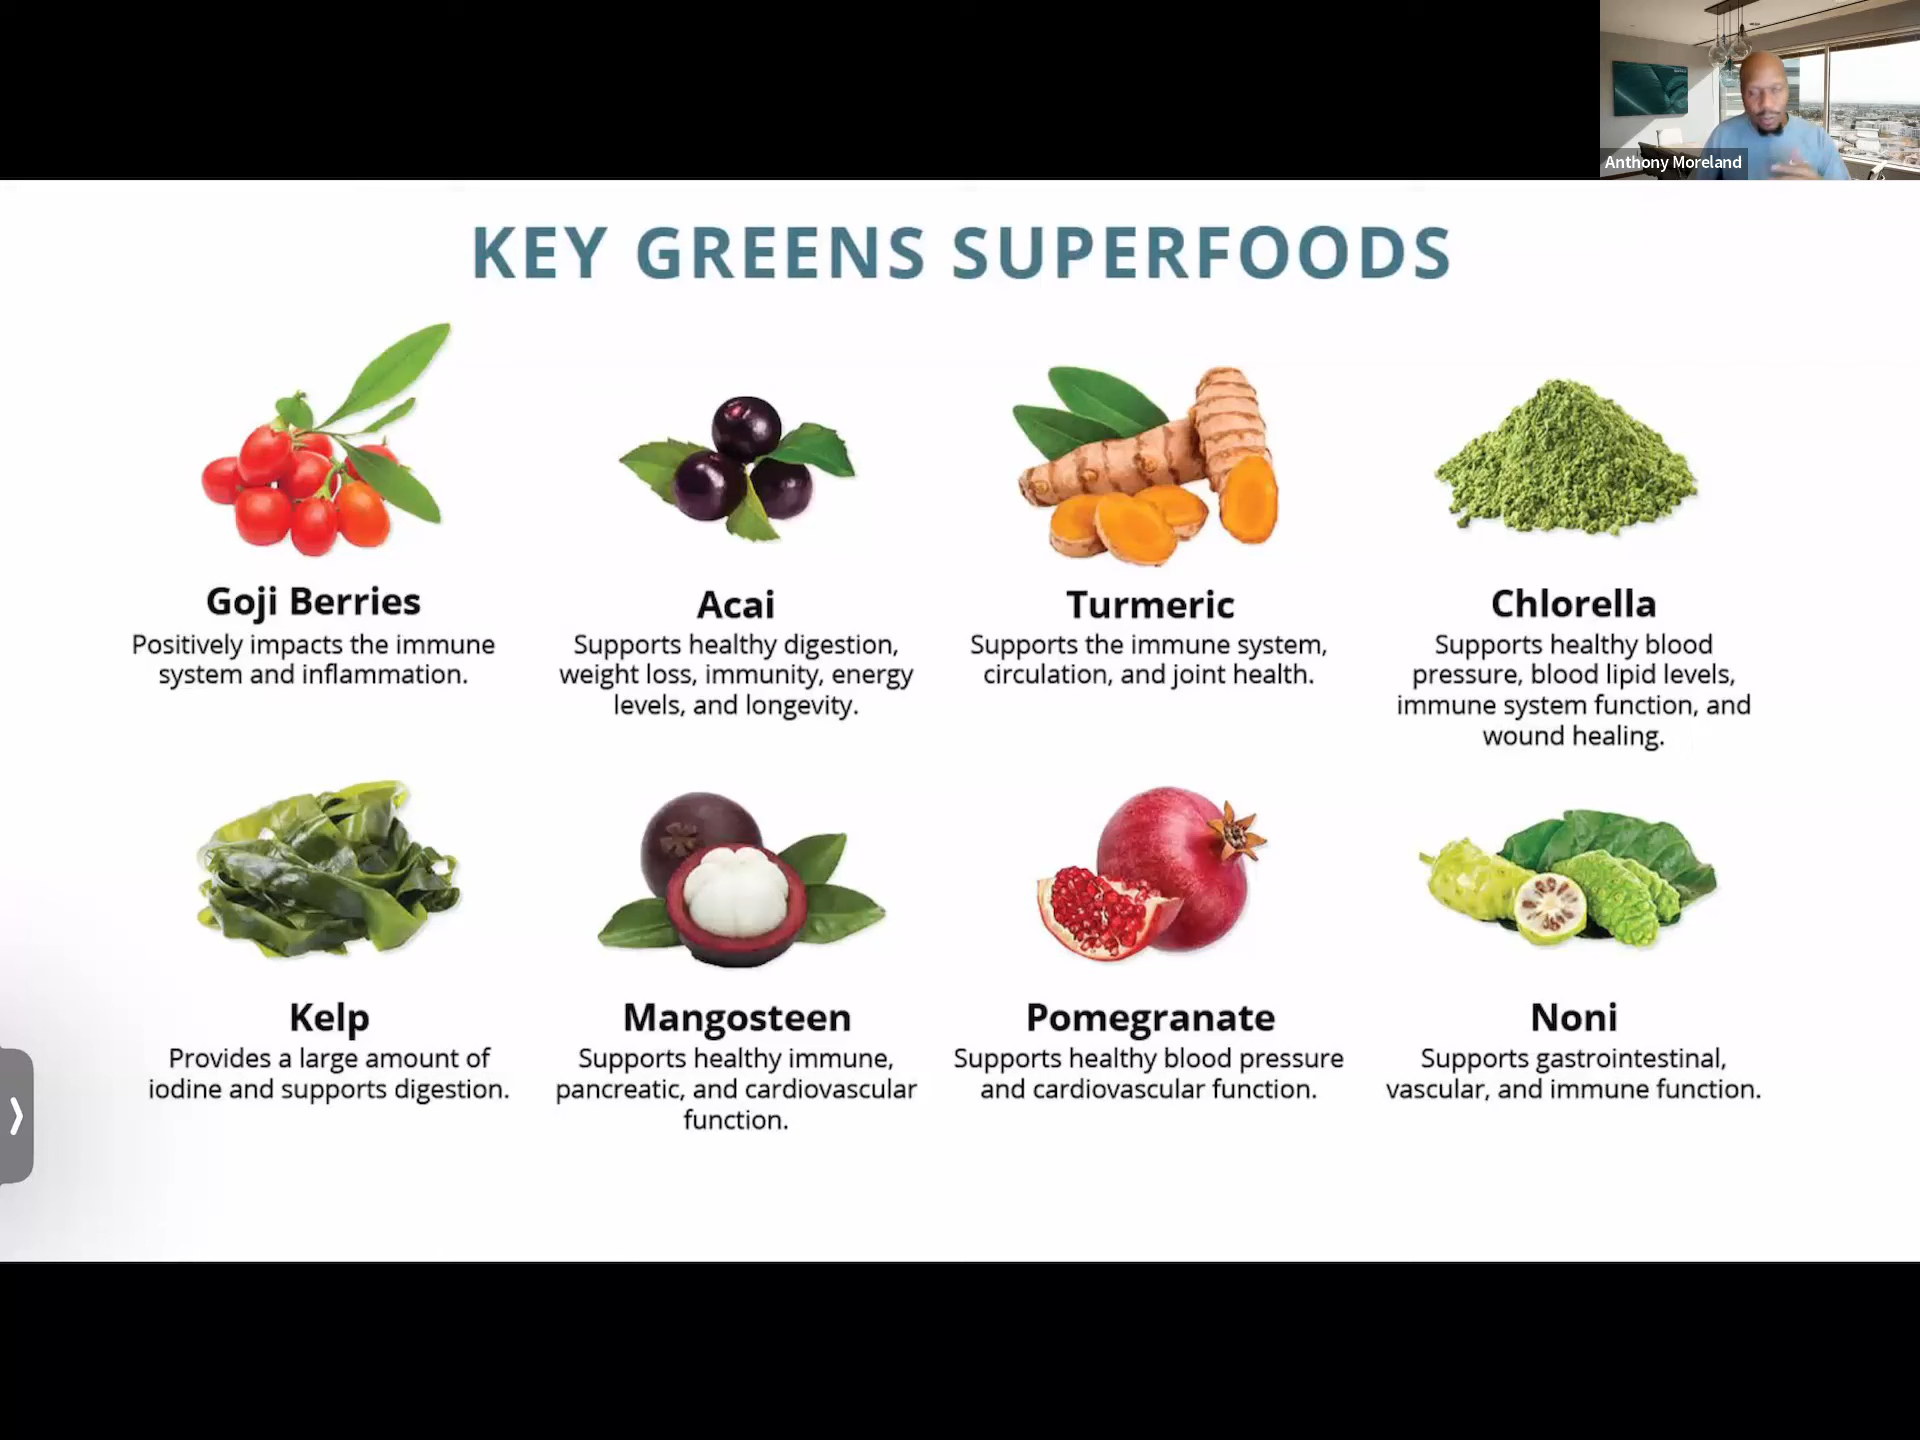 Anthony Moreland
KEY GREENS SUPERFOODS
Goji Berries
Positively impacts the immune
system and inflammation.
Acai
Supports healthy digestion,
weight loss, immunity, energy
levels, and longevity.
Turmeric
Supports the immune system,
circulation, and joint health.
Chlorella
Supports healthy blood
pressure, blood lipid levels,
immune system function, and
wound healing.
Kelp
Provides a large amount of
iodine and supports digestion.
Mangosteen
Supports healthy immune,
pancreatic, and cardiovascular
function.
Pomegranate
Supports healthy blood pressure
and cardiovascular function.
Noni
Supports gastrointestinal,
vascular, and immune function.